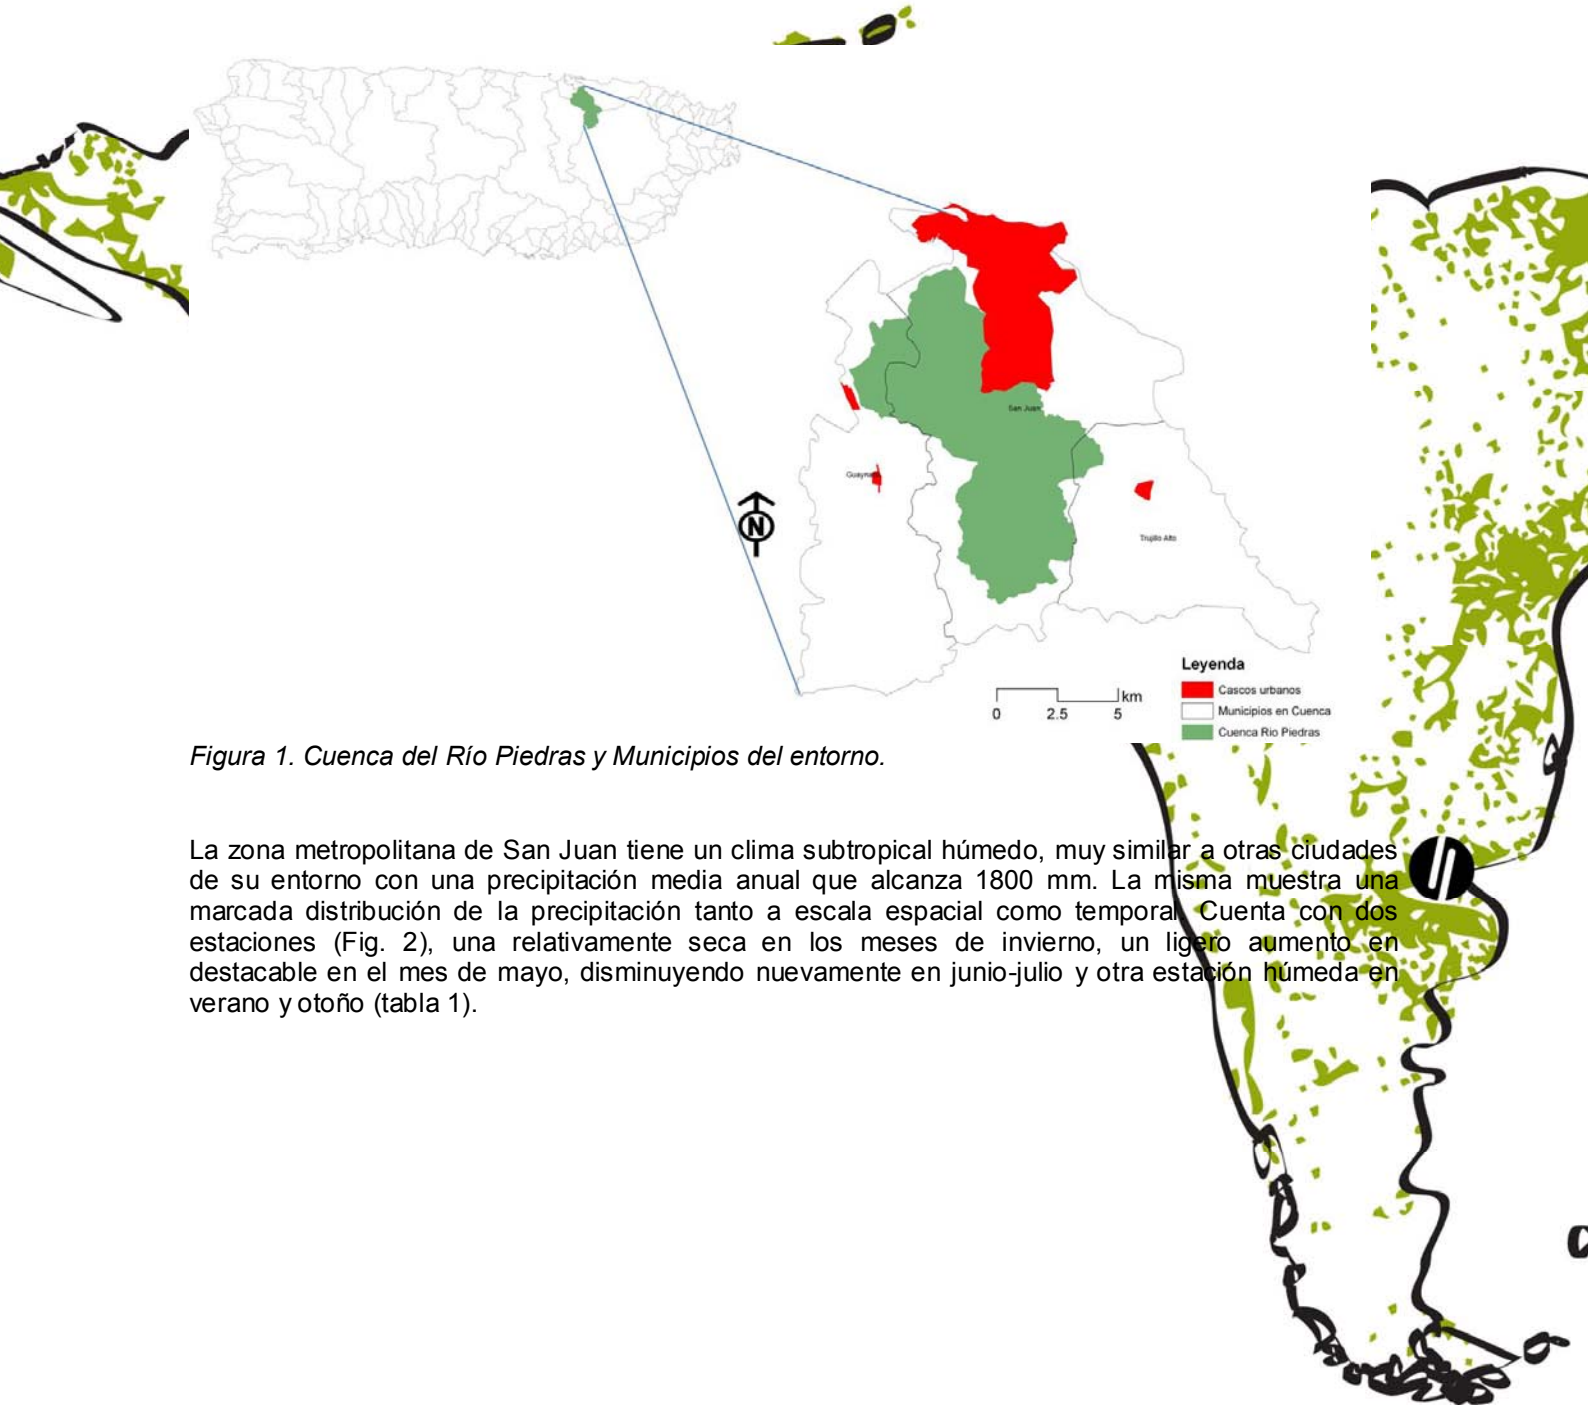 San Juan
Guaynabo
Trujillo Alto
N
Leyenda
Cascos urbanos
Municipios en Cuenca
Cuenca Rio Piedras
km
0 2.5 5
Figura 1. Cuenca del Río Piedras y Municipios del entorno.
La zona metropolitana de San Juan tiene un clima subtropical húmedo, muy similar a otras ciudades
de su entorno con una precipitación media anual que alcanza 1800 mm. La misma muestra una
marcada distribución de la precipitación tanto a escala espacial como temporal. Cuenta con dos
estaciones (Fig. 2), una relativamente seca en los meses de invierno, un ligero aumento en
destacable en el mes de mayo, disminuyendo nuevamente en junio-julio y otra estación húmeda en
verano y otoño (tabla 1).